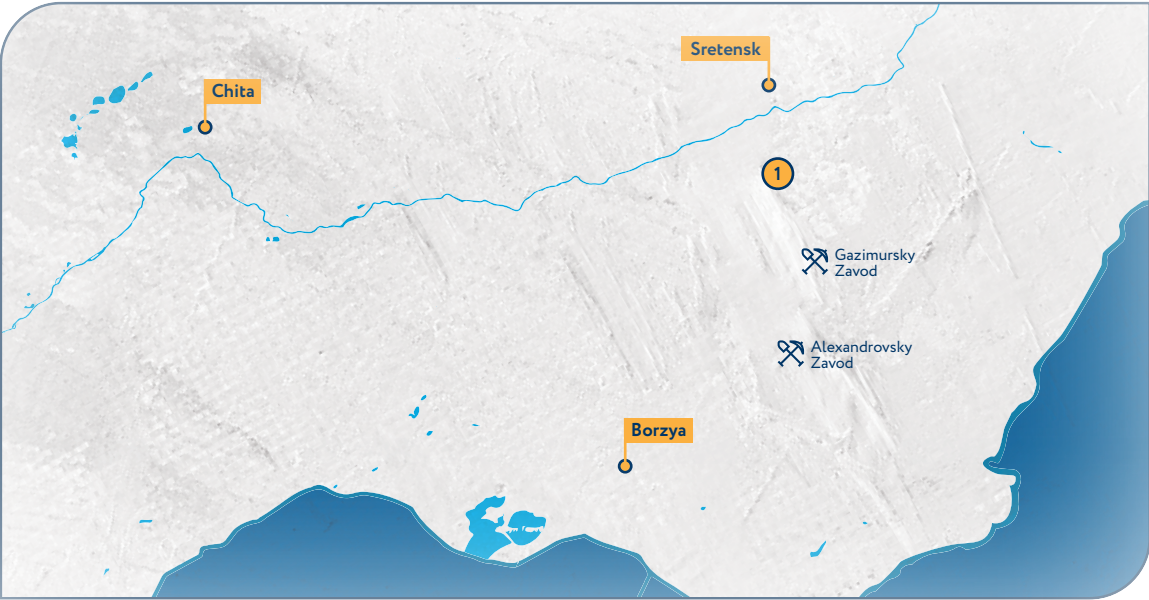 Sretensk
Chita
1
Gazimursky
Zavod
Alexandrovsky
Zavod
Borzya